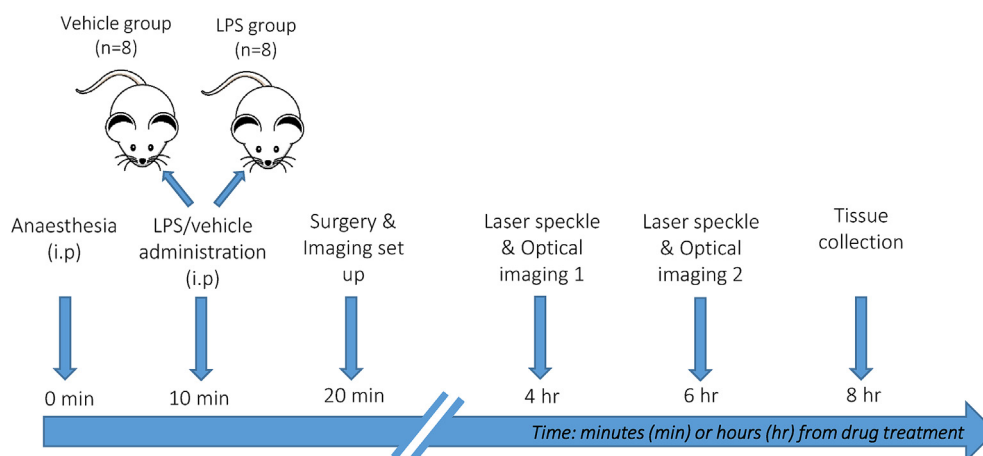 Vehicle group
(n=8)
LPS group
(n=8)
Anaesthesia
(i.p)
LPS/vehicle
administration
(i.p)
Surgery &
Imaging set
up
Laser speckle
& Optical
imaging 1
Laser speckle
& Optical
imaging 2
Tissue
collection
0 min
10 min
20 min
4 hr
6 hr
8 hr
Time: minutes (min) or hours (hr) from drug treatment